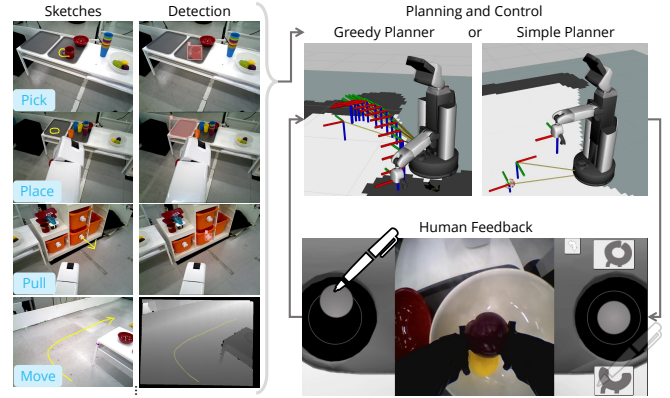 Sketches
Detection
Planning and Control
Greedy Planner or Simple Planner
Pick
Place
Pull
Move
Human Feedback